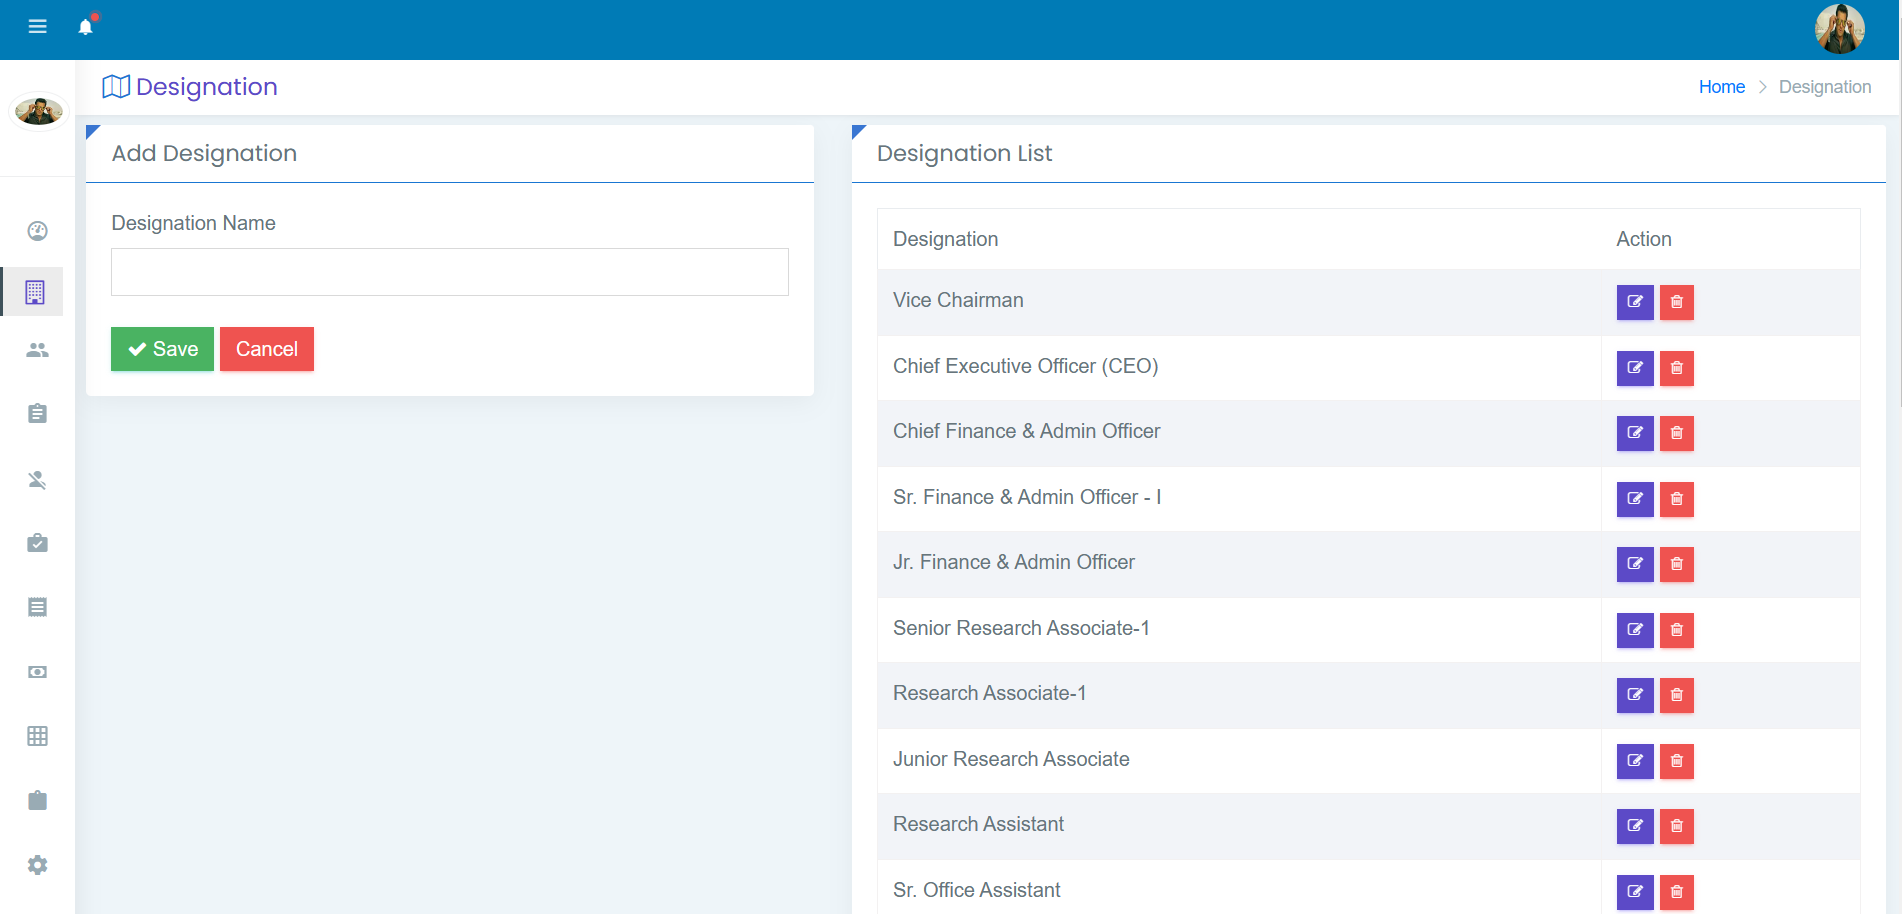 Designation
Home
Designation
Add Designation
Designation Name
Save
Cancel
Designation List
Designation Action
Vice Chairman
Chief Executive Officer (CEO)
Chief Finance & Admin Officer
Sr. Finance & Admin Officer - I
Jr. Finance & Admin Officer
Senior Research Associate-1
Research Associate-1
Junior Research Associate
Research Assistant
Sr. Office Assistant